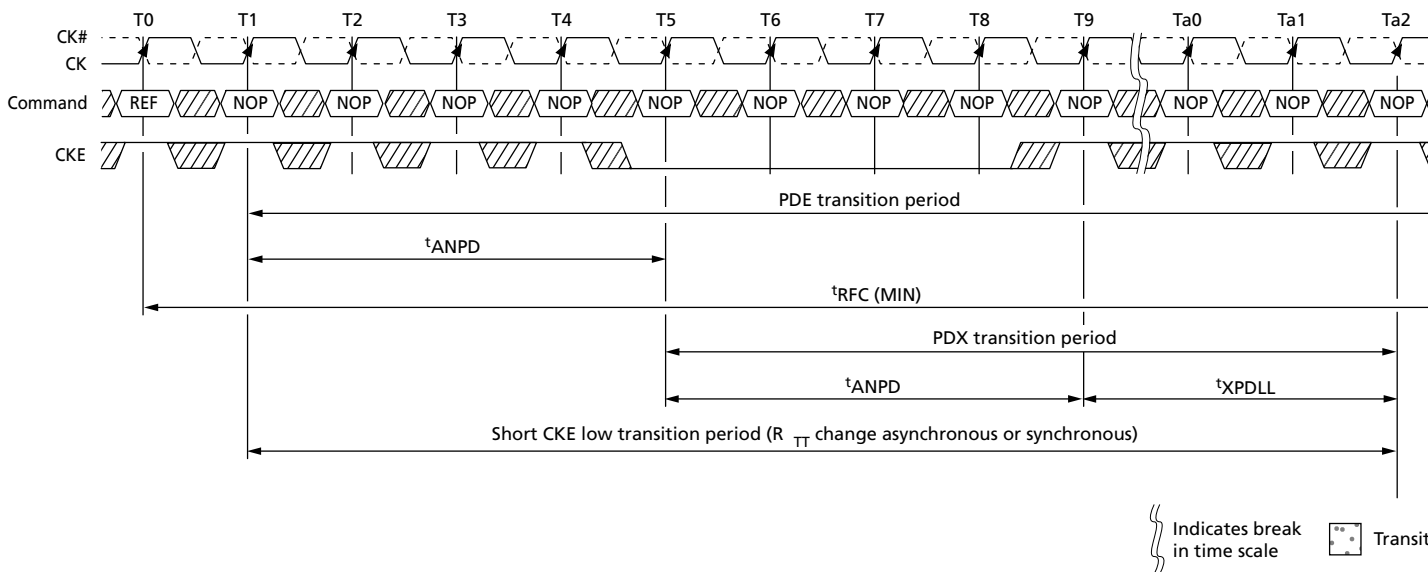 T0 T1 T2 T3 T4 T5 T6 T7 T8 T9 Ta0 Ta1 Ta2
CK#
CK
Command REF NOP NOP NOP NOP NOP NOP NOP NOP NOP NOP NOP NOP
CKE
PDE transition period
tANPD
tRFC (MIN)
PDX transition period
tANPD tXPDLL
Short CKE low transition period (R TT change asynchronous or synchronous)
Indicates break
in time scale
Transit